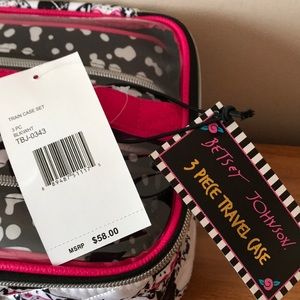 TRAIN CASE SET
3 PC
BLK/WHT
TBJ-0343
MSRP $58.00
BETSEY JOHNSON.
3 PIECE TRAVEL CASE